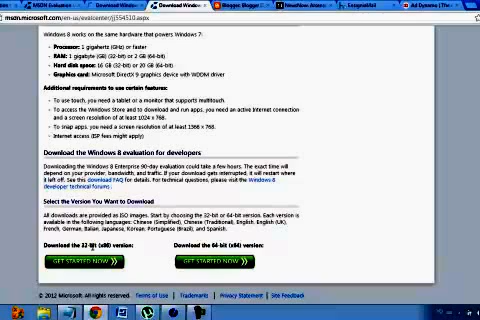 MSDN Evaluation
Download Windows
Download Windows
Blogger: Blogger
msdn.microsoft.com/en-us/evalcenter/jj554510.aspx
Windows 8 works on the same hardware that powers Windows 7:
Processor: 1 gigahertz (GHz) or faster
RAM: 1 gigabyte (GB) (32-bit) or 2 GB (64-bit)
Hard disk space: 16 GB (32-bit) or 20 GB (64-bit)
Graphics card: Microsoft DirectX 9 graphics device with WDDM driver
Additional requirements to use certain features:
To use touch, you need a tablet or a monitor that supports multitouch.
To access the Windows Store and to download and run apps, you need an active Internet connection
and a screen resolution of at least 1024 x 768.
To snap apps, you need a screen resolution of at least 1366 x 768.
Internet access (ISP fees might apply)
Download the Windows 8 evaluation for developers
Downloading the Windows 8 Enterprise 90-day evaluation could take a few hours. The exact time will
depend on your provider, bandwidth, and traffic. If your download gets interrupted, it will restart where
it left off. See this download FAQ for details. For technical questions, please visit the Windows 8
developer technical forums.
Select the Version You Want to Download
All downloads are provided as ISO images. Start by choosing the 32-bit or 64-bit version. Each version is
available in the following languages: Chinese (Simplified), Chinese (Traditional), English, English (UK),
French, German, Italian, Japanese, Korean, Portuguese (Brazil), and Spanish.
Download the 32-bit (x86) version:
Download the 64-bit (x64) version:
GET STARTED NOW
GET STARTED NOW
© 2012 Microsoft. All rights reserved. Terms of Use | Trademarks | Privacy Statement | Site Feedback